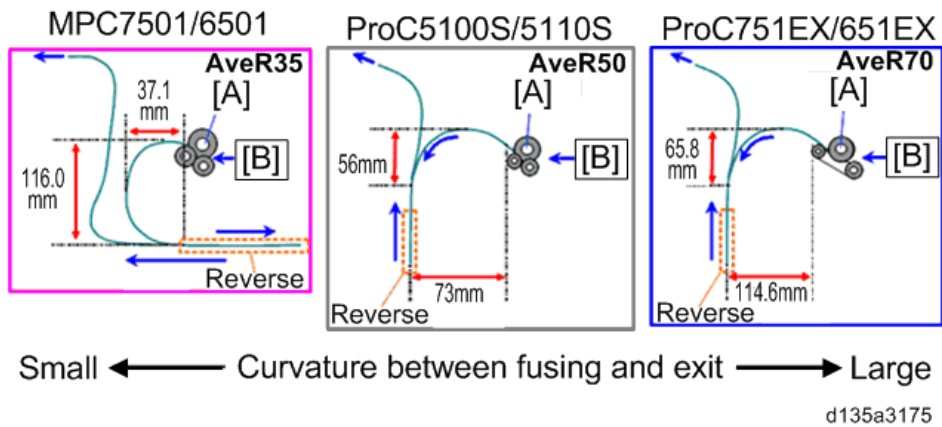 MPC7501/6501
ProC5100S/5110S
ProC751EX/651EX
AveR35
37.1
mm
[A]
[B]
116.0
mm
Reverse
AveR50
[A]
56mm
[B]
73mm
Reverse
AveR70
[A]
65.8
mm
[B]
114.6mm
Reverse
Small
Curvature between fusing and exit
Large
d135a3175